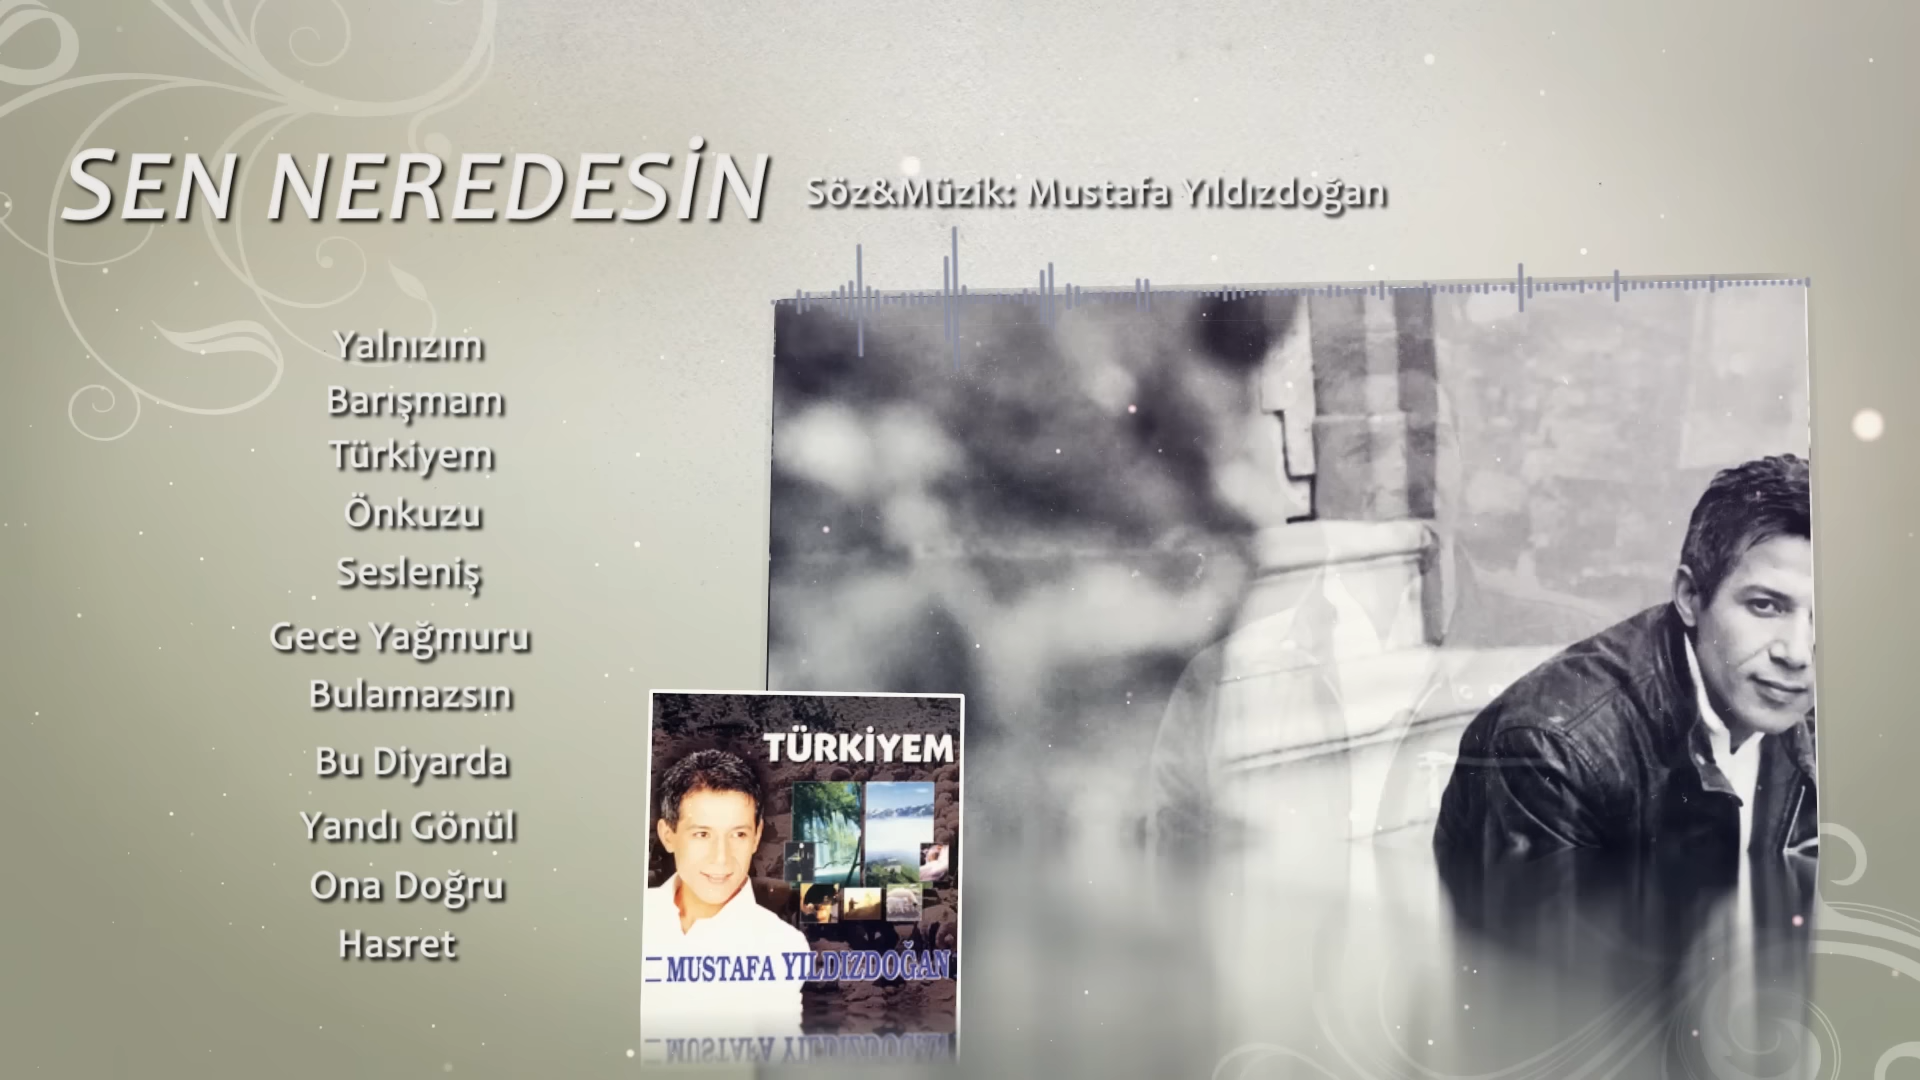 SEN NEREDESİN
Söz&Müzik: Mustafa Yıldızdoğan
Yalnızım
Barışmam
Türkiyem
Önkuzu
Sesleniş
Gece Yağmuru
Bulamazsın
Bu Diyarda
Yandı Gönül
Ona Doğru
Hasret
TÜRKİYEM
MUSTAFA YILDIZDOĞAN